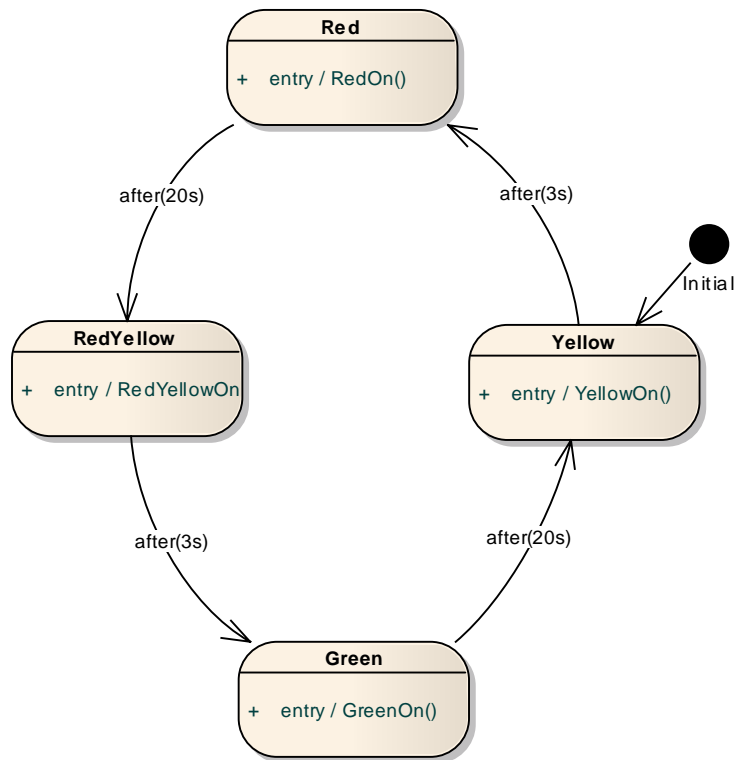 Red
+ entry / RedOn()
after(20s)
after(3s)
Initial
RedYellow
+ entry / RedYellowOn
Yellow
+ entry / YellowOn()
after(3s)
after(20s)
Green
+ entry / GreenOn()